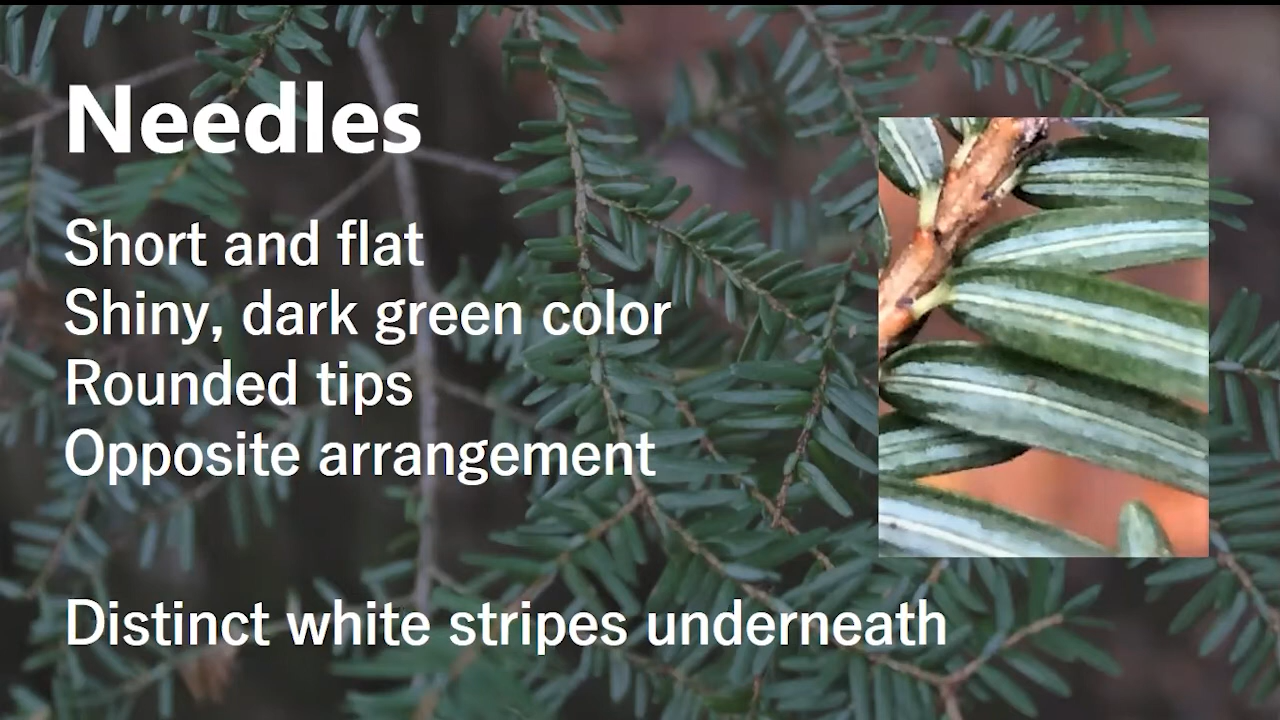 Needles
Short and flat
Shiny, dark green color
Rounded tips
Opposite arrangement
Distinct white stripes underneath